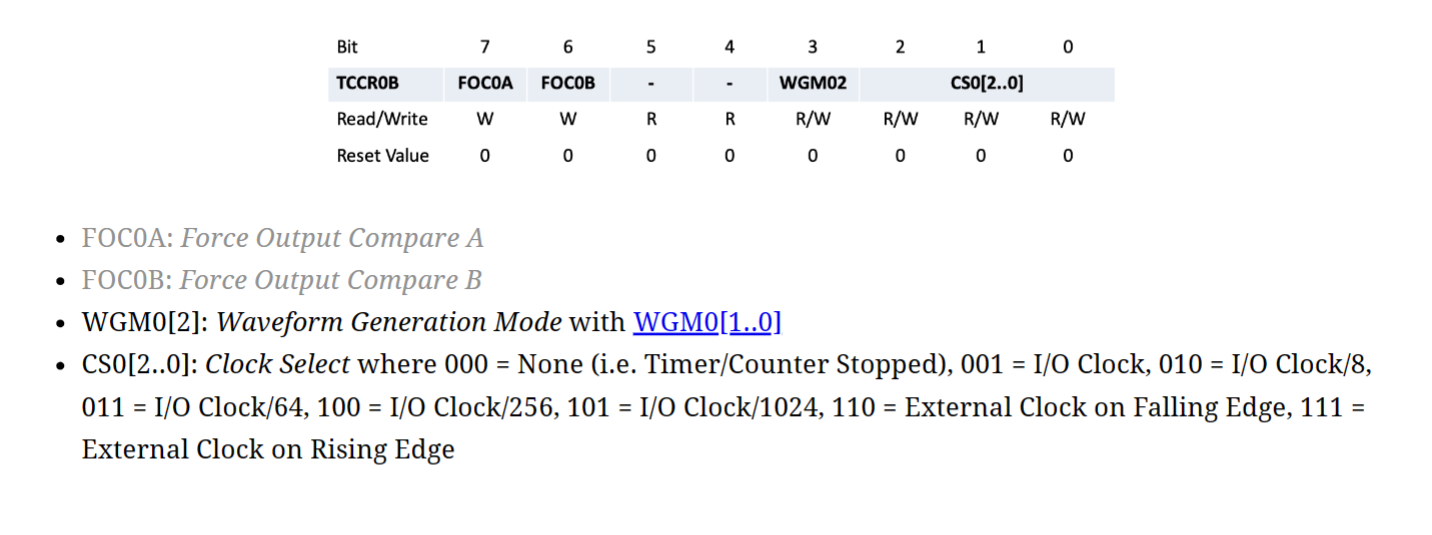 Bit 7 6 5 4 3 2 1 0
TCCR0B FOC0A FOC0B - - WGM02 CS0[2..0]
Read/Write W W R R R/W R/W R/W R/W
Reset Value 0 0 0 0 0 0 0 0
• FOC0A: Force Output Compare A
• FOC0B: Force Output Compare B
• WGM0[2]: Waveform Generation Mode with WGM0[1..0]
• CS0[2..0]: Clock Select where 000 = None (i.e. Timer/Counter Stopped), 001 = I/O Clock, 010 = I/O Clock/8,
011 = I/O Clock/64, 100 = I/O Clock/256, 101 = I/O Clock/1024, 110 = External Clock on Falling Edge, 111 =
External Clock on Rising Edge